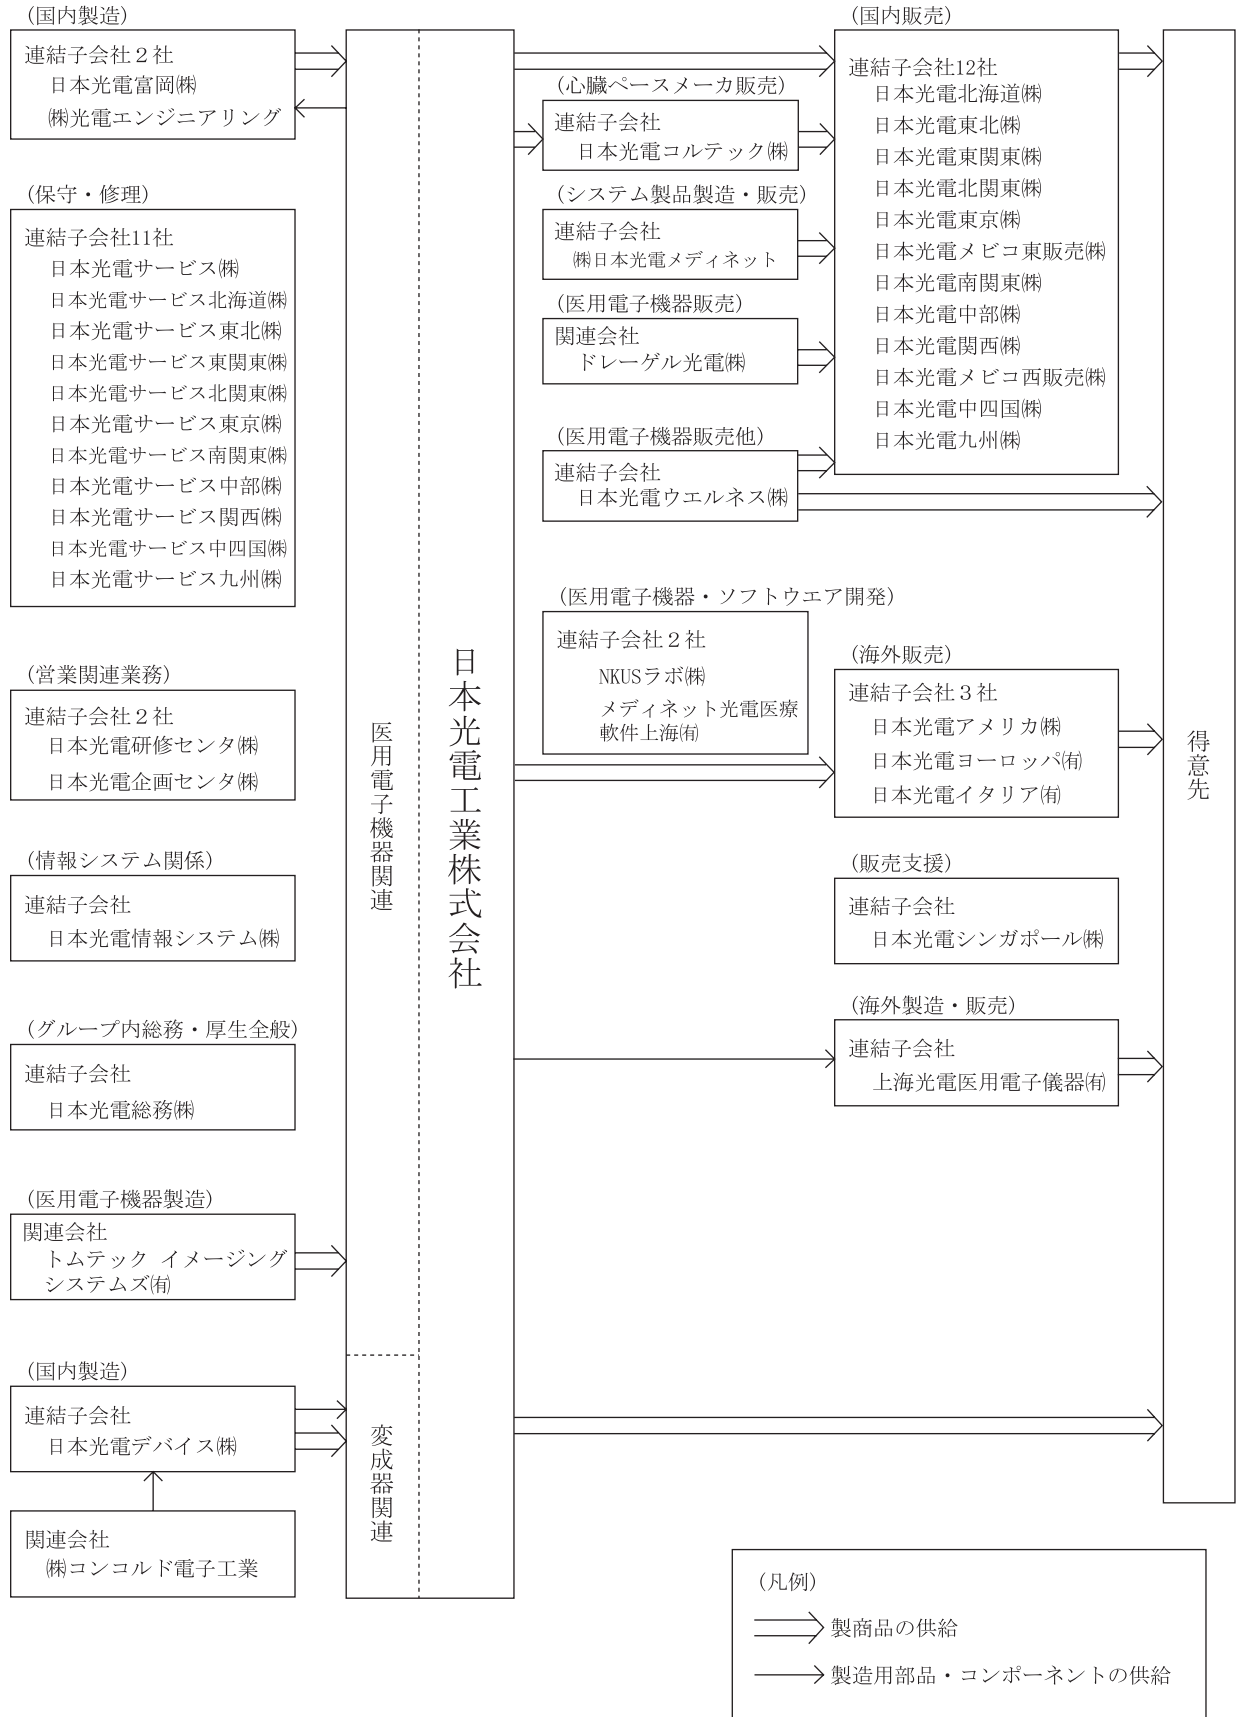 (国内製造)
連結子会社２社
日本光電富岡㈱
㈱光電エンジニアリング
(保守・修理)
連結子会社11社
日本光電サービス㈱
日本光電サービス北海道㈱
日本光電サービス東北㈱
日本光電サービス東関東㈱
日本光電サービス北関東㈱
日本光電サービス東京㈱
日本光電サービス南関東㈱
日本光電サービス中部㈱
日本光電サービス関西㈱
日本光電サービス中四国㈱
日本光電サービス九州㈱
(営業関連業務)
連結子会社２社
日本光電研修センタ㈱
日本光電企画センタ㈱
(情報システム関係)
連結子会社
日本光電情報システム㈱
(グループ内総務・厚生全般)
連結子会社
日本光電総務㈱
(医用電子機器製造)
関連会社
トムテック イメージング
システムズ㈲
(国内製造)
連結子会社
日本光電デバイス㈱
関連会社
㈱コンコルド電子工業
医用電子機器関連
変成器関連
日本光電工業株式会社
(心臓ペースメーカ販売)
連結子会社
日本光電コルテック㈱
(システム製品製造・販売)
連結子会社
㈱日本光電メディネット
(医用電子機器販売)
関連会社
ドレーゲル光電㈱
(医用電子機器販売他)
連結子会社
日本光電ウエルネス㈱
(医用電子機器・ソフトウエア開発)
連結子会社２社
NKUSラボ㈱
メディネット光電医療
軟件上海㈲
(国内販売)
連結子会社12社
日本光電北海道㈱
日本光電東北㈱
日本光電東関東㈱
日本光電北関東㈱
日本光電東京㈱
日本光電メビコ東販売㈱
日本光電南関東㈱
日本光電中部㈱
日本光電関西㈱
日本光電メビコ西販売㈱
日本光電中四国㈱
日本光電九州㈱
(海外販売)
連結子会社３社
日本光電アメリカ㈱
日本光電ヨーロッパ㈲
日本光電イタリア㈲
(販売支援)
連結子会社
日本光電シンガポール㈱
(海外製造・販売)
連結子会社
上海光電医用電子儀器㈲
得意先
(凡例)
製商品の供給
製造用部品・コンポーネントの供給